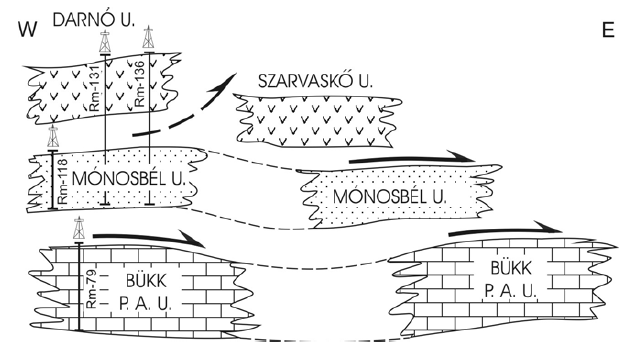 W
DARNÓ U.
E
Rm-131
Rm-136
SZARVASKŐ U.
Rm-118
MÓNOSBÉL U.
MÓNOSBÉL U.
Rm-79
BÜKK
P. A. U.
BÜKK
P. A. U.